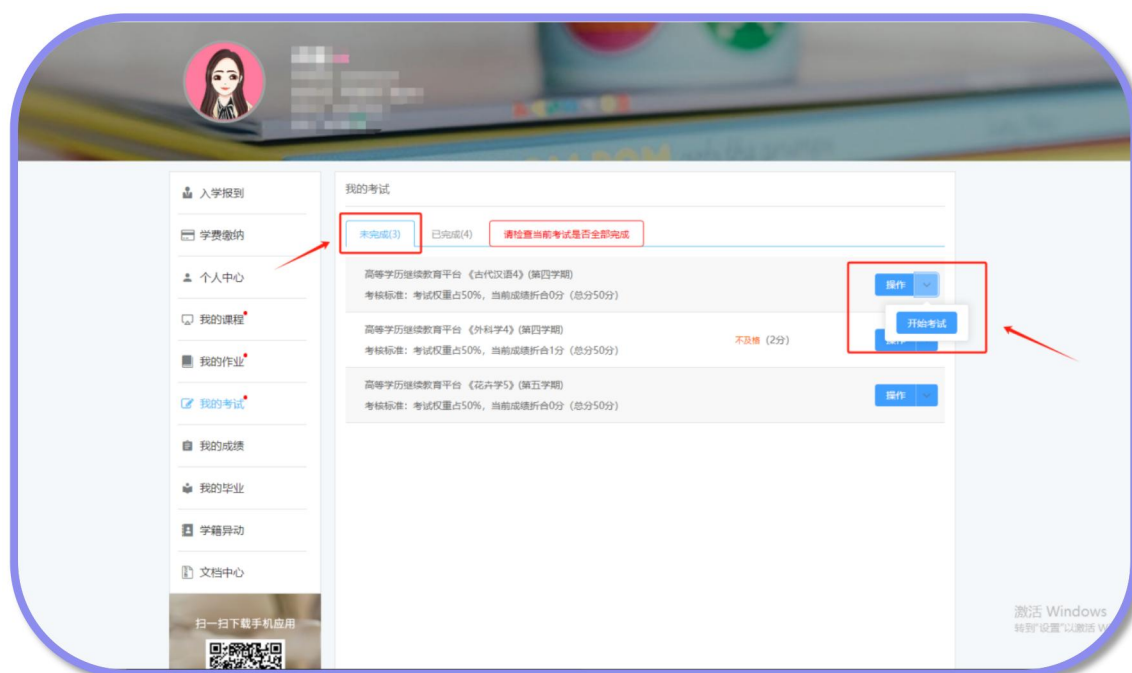 入学报到
学费缴纳
个人中心
我的课程
我的作业
我的考试
我的成绩
我的毕业
学籍异动
文档中心
扫一扫下载手机应用
我的考试
未完成(3)
已完成(4)
请检查当前考试是否全部完成
高等学历继续教育平台 《古代汉语4》(第四学期)
考核标准：考试权重占50%，当前成绩折合0分（总分50分）
操作
开始考试
高等学历继续教育平台 《外科学4》(第四学期)
考核标准：考试权重占50%，当前成绩折合1分（总分50分）
不及格（2分）
高等学历继续教育平台 《花卉学5》(第五学期)
考核标准：考试权重占50%，当前成绩折合0分（总分50分）
操作
激活 Windows
转到"设置"以激活 W